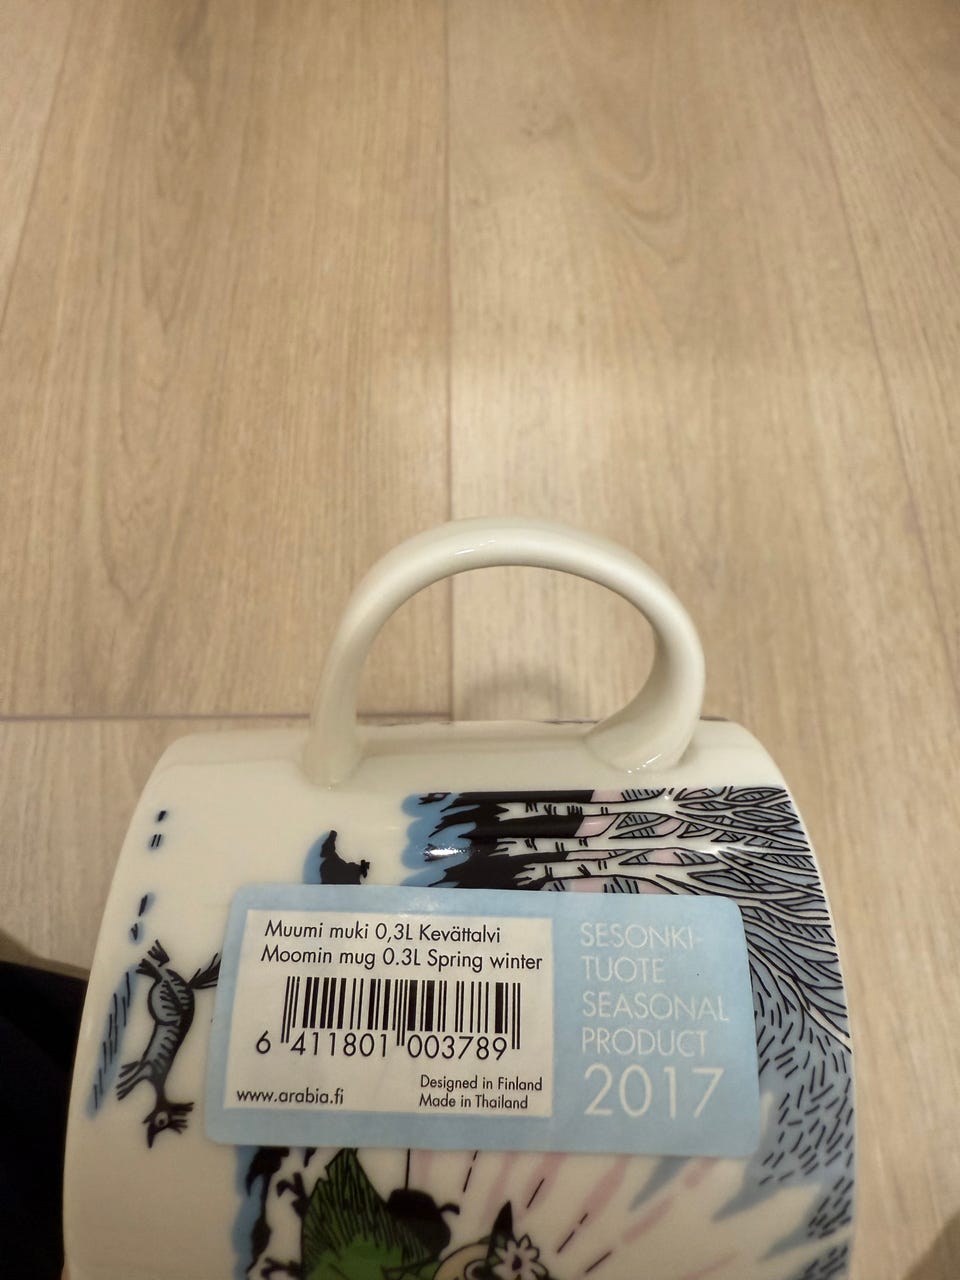 Muumi muki 0,3L Kevättalvi
Moomin mug 0.3L Spring winter
6 411801 003789
www.arabia.fi
Designed in Finland
Made in Thailand
SESONKI-
TUOTE
SEASONAL
PRODUCT
2017